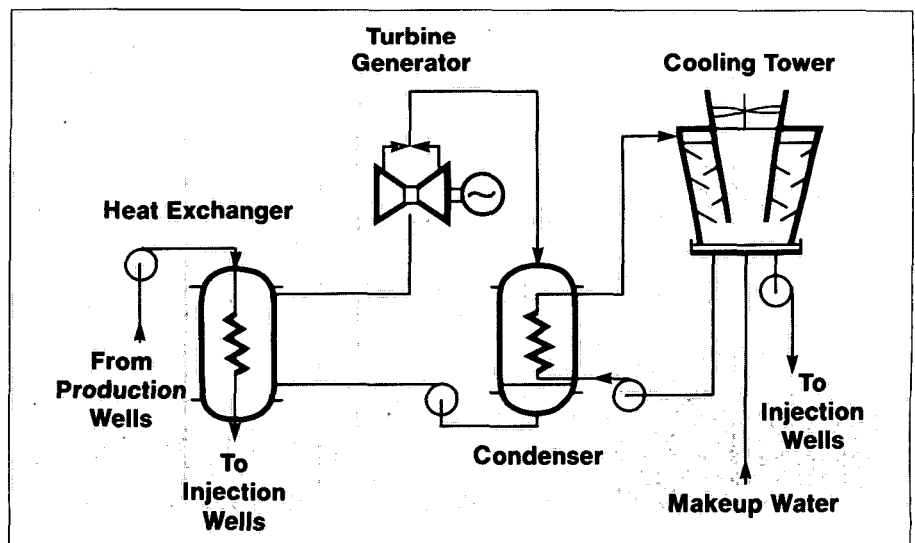 Turbine
Generator
Cooling Tower
Heat Exchanger
From
Production
Wells
To
Injection
Wells
Condenser
To
Injection
Wells
Makeup Water